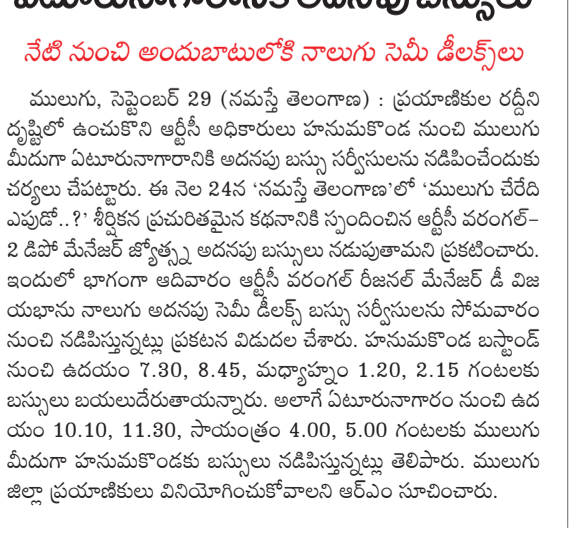 ఏటూరునాగారానికి అదనపు బస్సులు
నేటి నుంచి అందుబాటులోకి నాలుగు సెమీ డీలక్స్‌లు
ములుగు, సెప్టెంబర్ 29 (నమస్తే తెలంగాణ) : ప్రయాణికుల రద్దీని
దృష్టిలో ఉంచుకొని ఆర్టీసీ అధికారులు హనుమకొండ నుంచి ములుగు
మీదుగా ఏటూరునాగారానికి అదనపు బస్సు సర్వీసులను నడిపించేందుకు
చర్యలు చేపట్టారు. ఈ నెల 24న ‘నమస్తే తెలంగాణ’లో ‘ములుగు చేరేది
ఎపుడో..?’ శీర్షికన ప్రచురితమైన కథనానికి స్పందించిన ఆర్టీసీ వరంగల్-
2 డిపో మేనేజర్ జ్యోత్స్న అదనపు బస్సులు నడుపుతామని ప్రకటించారు.
ఇందులో భాగంగా ఆదివారం ఆర్టీసీ వరంగల్ రీజనల్ మేనేజర్ డీ విజ
యభాను నాలుగు అదనపు సెమీ డీలక్స్ బస్సు సర్వీసులను సోమవారం
నుంచి నడిపిస్తున్నట్లు ప్రకటన విడుదల చేశారు. హనుమకొండ బస్టాండ్
నుంచి ఉదయం 7.30, 8.45, మధ్యాహ్నం 1.20, 2.15 గంటలకు
బస్సులు బయలుదేరుతాయన్నారు. అలాగే ఏటూరునాగారం నుంచి ఉద
యం 10.10, 11.30, సాయంత్రం 4.00, 5.00 గంటలకు ములుగు
మీదుగా హనుమకొండకు బస్సులు నడిపిస్తున్నట్లు తెలిపారు. ములుగు
జిల్లా ప్రయాణికులు వినియోగించుకోవాలని ఆర్ఎం సూచించారు.